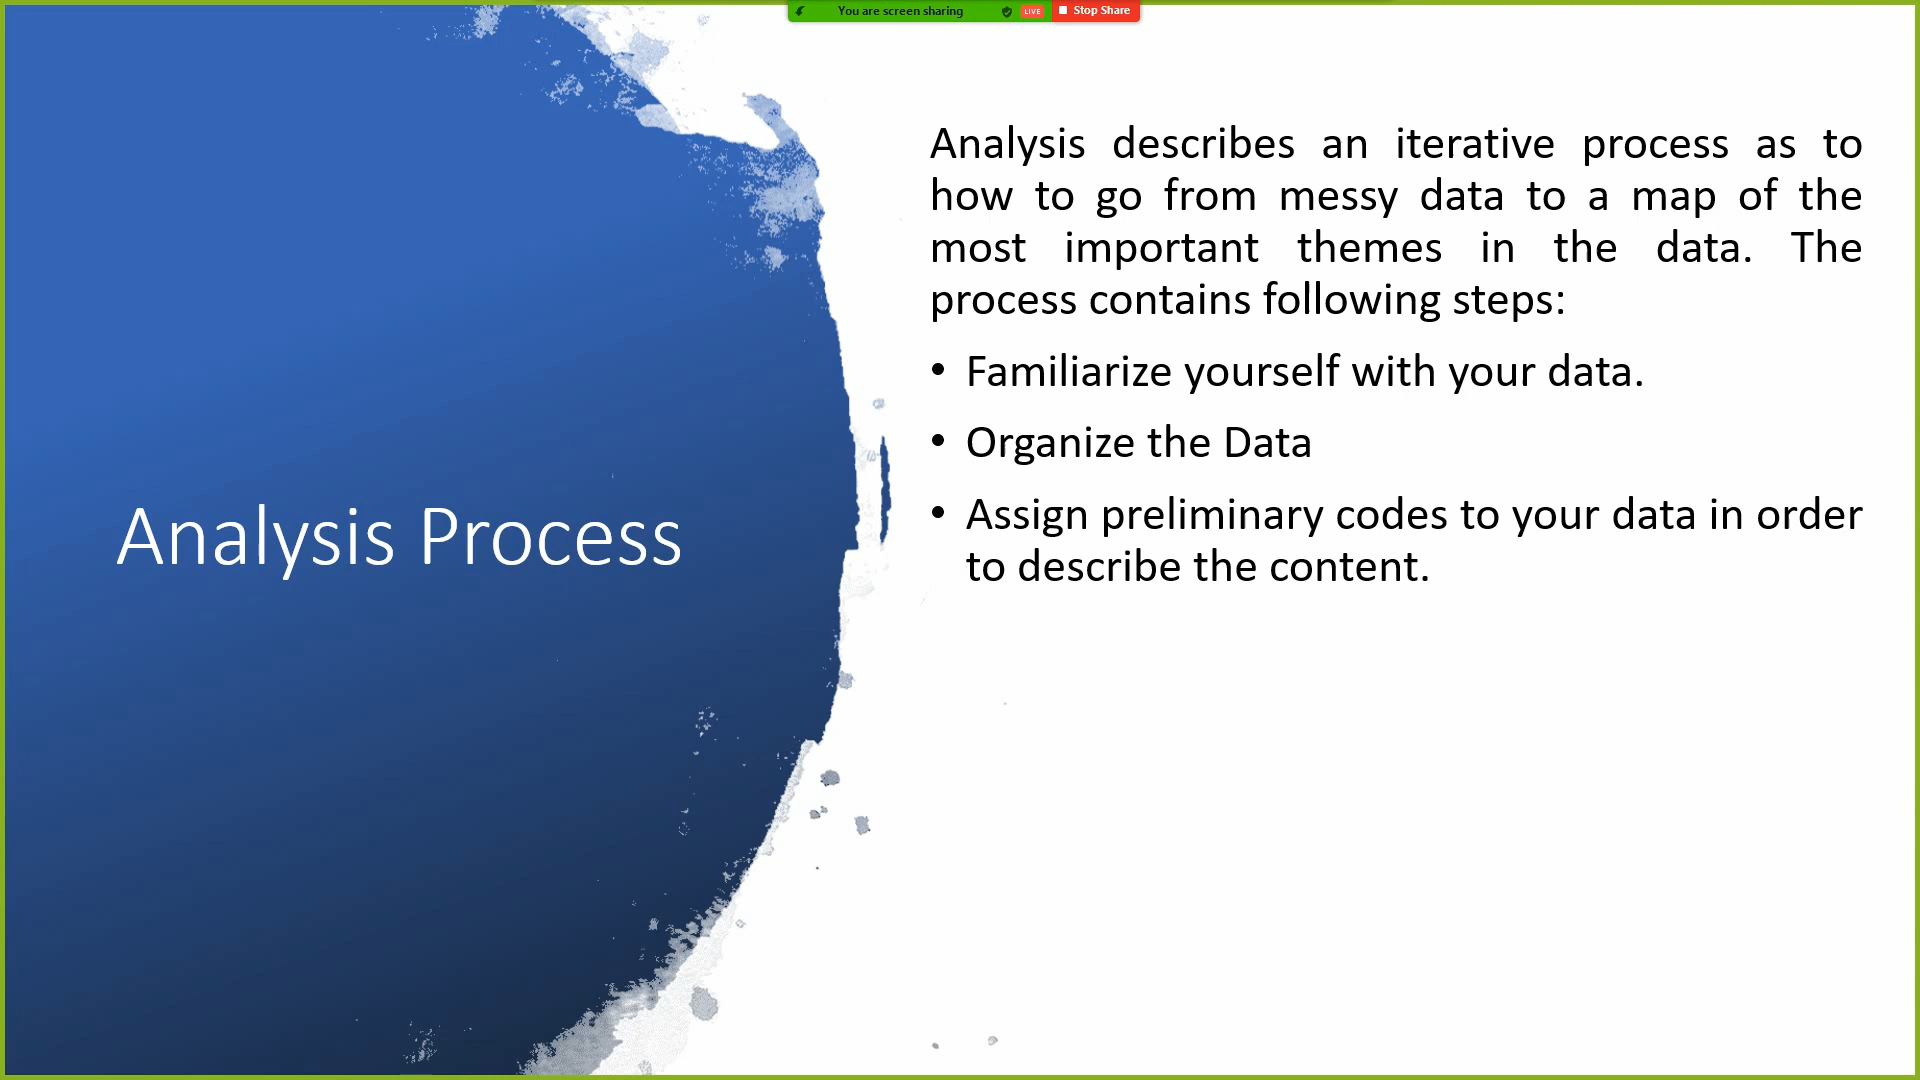 You are screen sharing
LIVE
Stop Share
Analysis Process
Analysis describes an iterative process as to
how to go from messy data to a map of the
most important themes in the data. The
process contains following steps:
• Familiarize yourself with your data.
• Organize the Data
• Assign preliminary codes to your data in order
to describe the content.